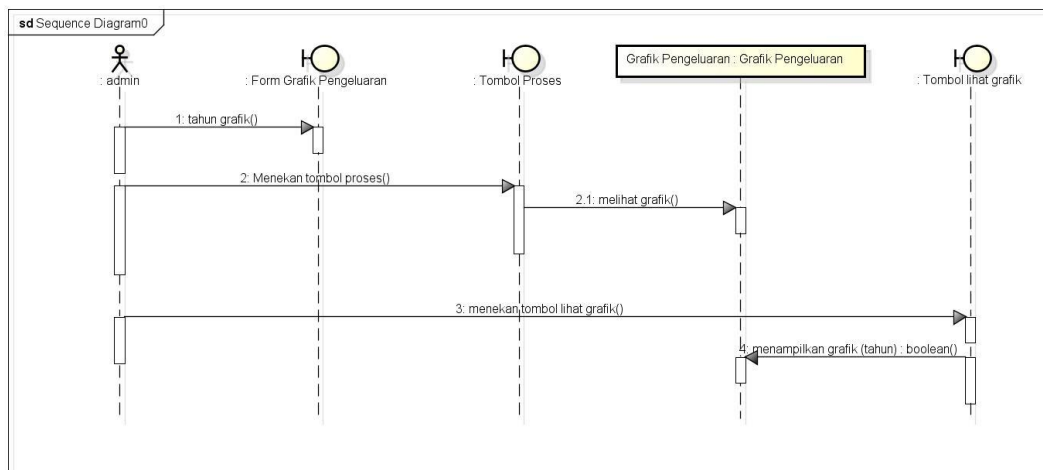 sd Sequence Diagram0
: admin
: Form Grafik Pengeluaran
: Tombol Proses
Grafik Pengeluaran : Grafik Pengeluaran
: Tombol lihat grafik
1: tahun grafik()
2: Menekan tombol proses()
2.1: melihat grafik()
3: menekan tombol lihat grafik()
4: menampilkan grafik (tahun) : boolean()